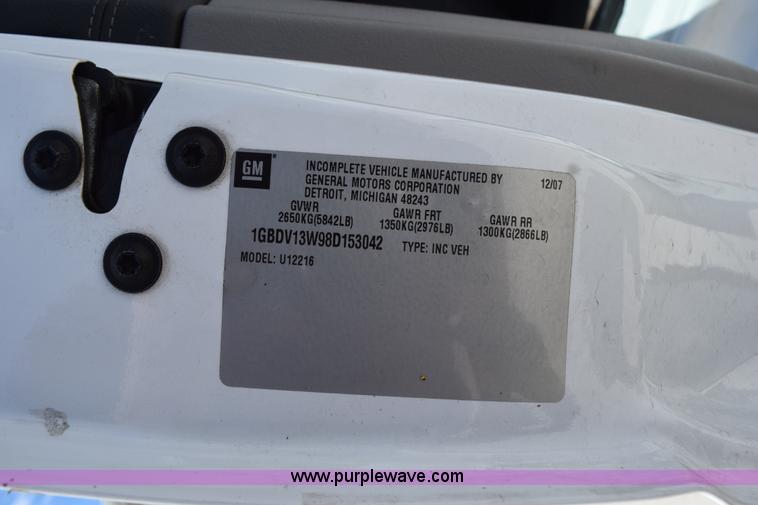 GM
INCOMPLETE VEHICLE MANUFACTURED BY 12/07
GENERAL MOTORS CORPORATION
DETROIT, MICHIGAN 48243
GVWR GAWR FRT GAWR RR
2650KG(5842LB) 1350KG(2976LB) 1300KG(2866LB)
1GBDV13W98D153042 TYPE: INC VEH
MODEL: U12216
www.purplewave.com